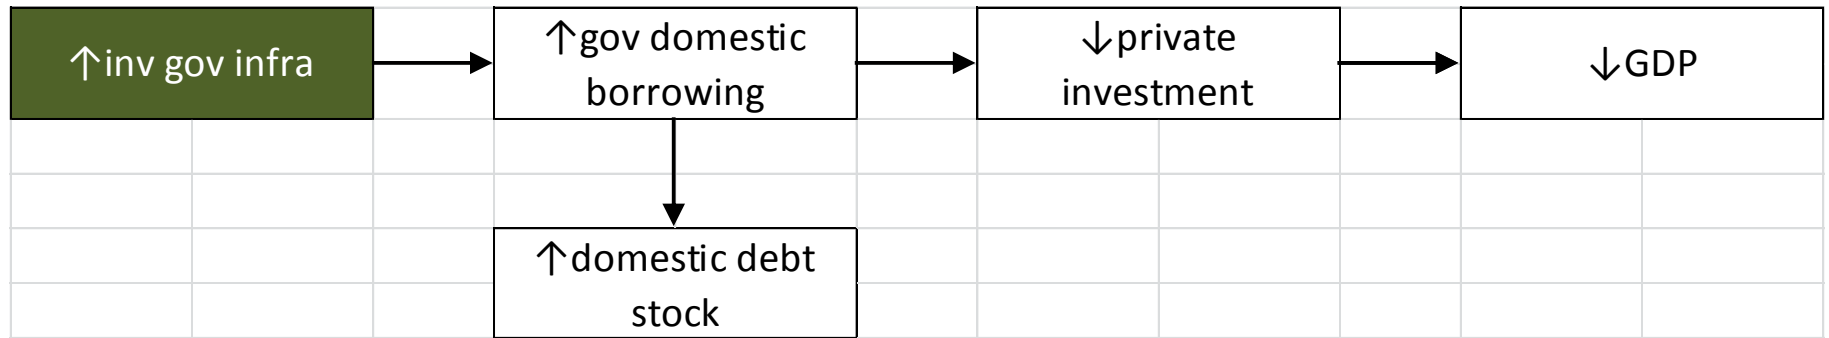 ↑inv gov infra
↑gov domestic
borrowing
↓private
investment
↓GDP
↑domestic debt
stock